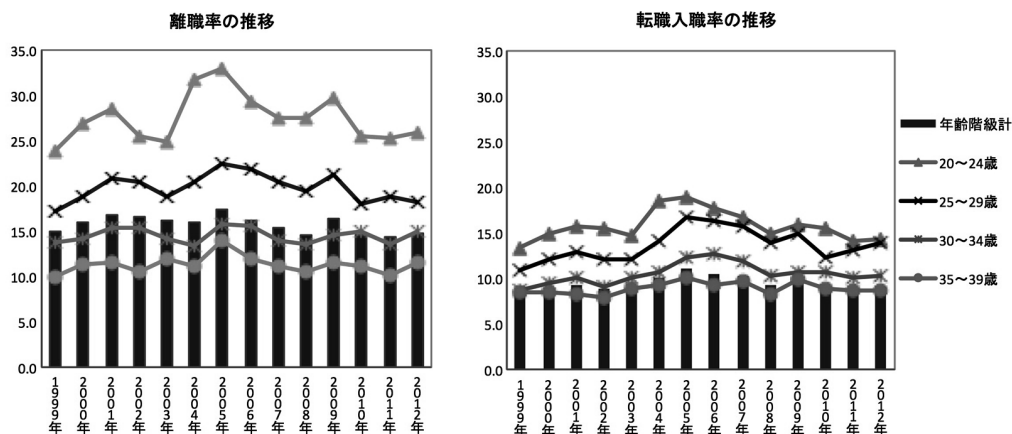 離職率の推移
35.0
30.0
25.0
20.0
15.0
10.0
5.0
0.0
1999年
2000年
2001年
2002年
2003年
2004年
2005年
2006年
2007年
2008年
2009年
2010年
2011年
2012年
転職入職率の推移
35.0
30.0
25.0
20.0
15.0
10.0
5.0
0.0
1999年
2000年
2001年
2002年
2003年
2004年
2005年
2006年
2007年
2008年
2009年
2010年
2011年
2012年
年齢階級計
20〜24歳
25〜29歳
30〜34歳
35〜39歳